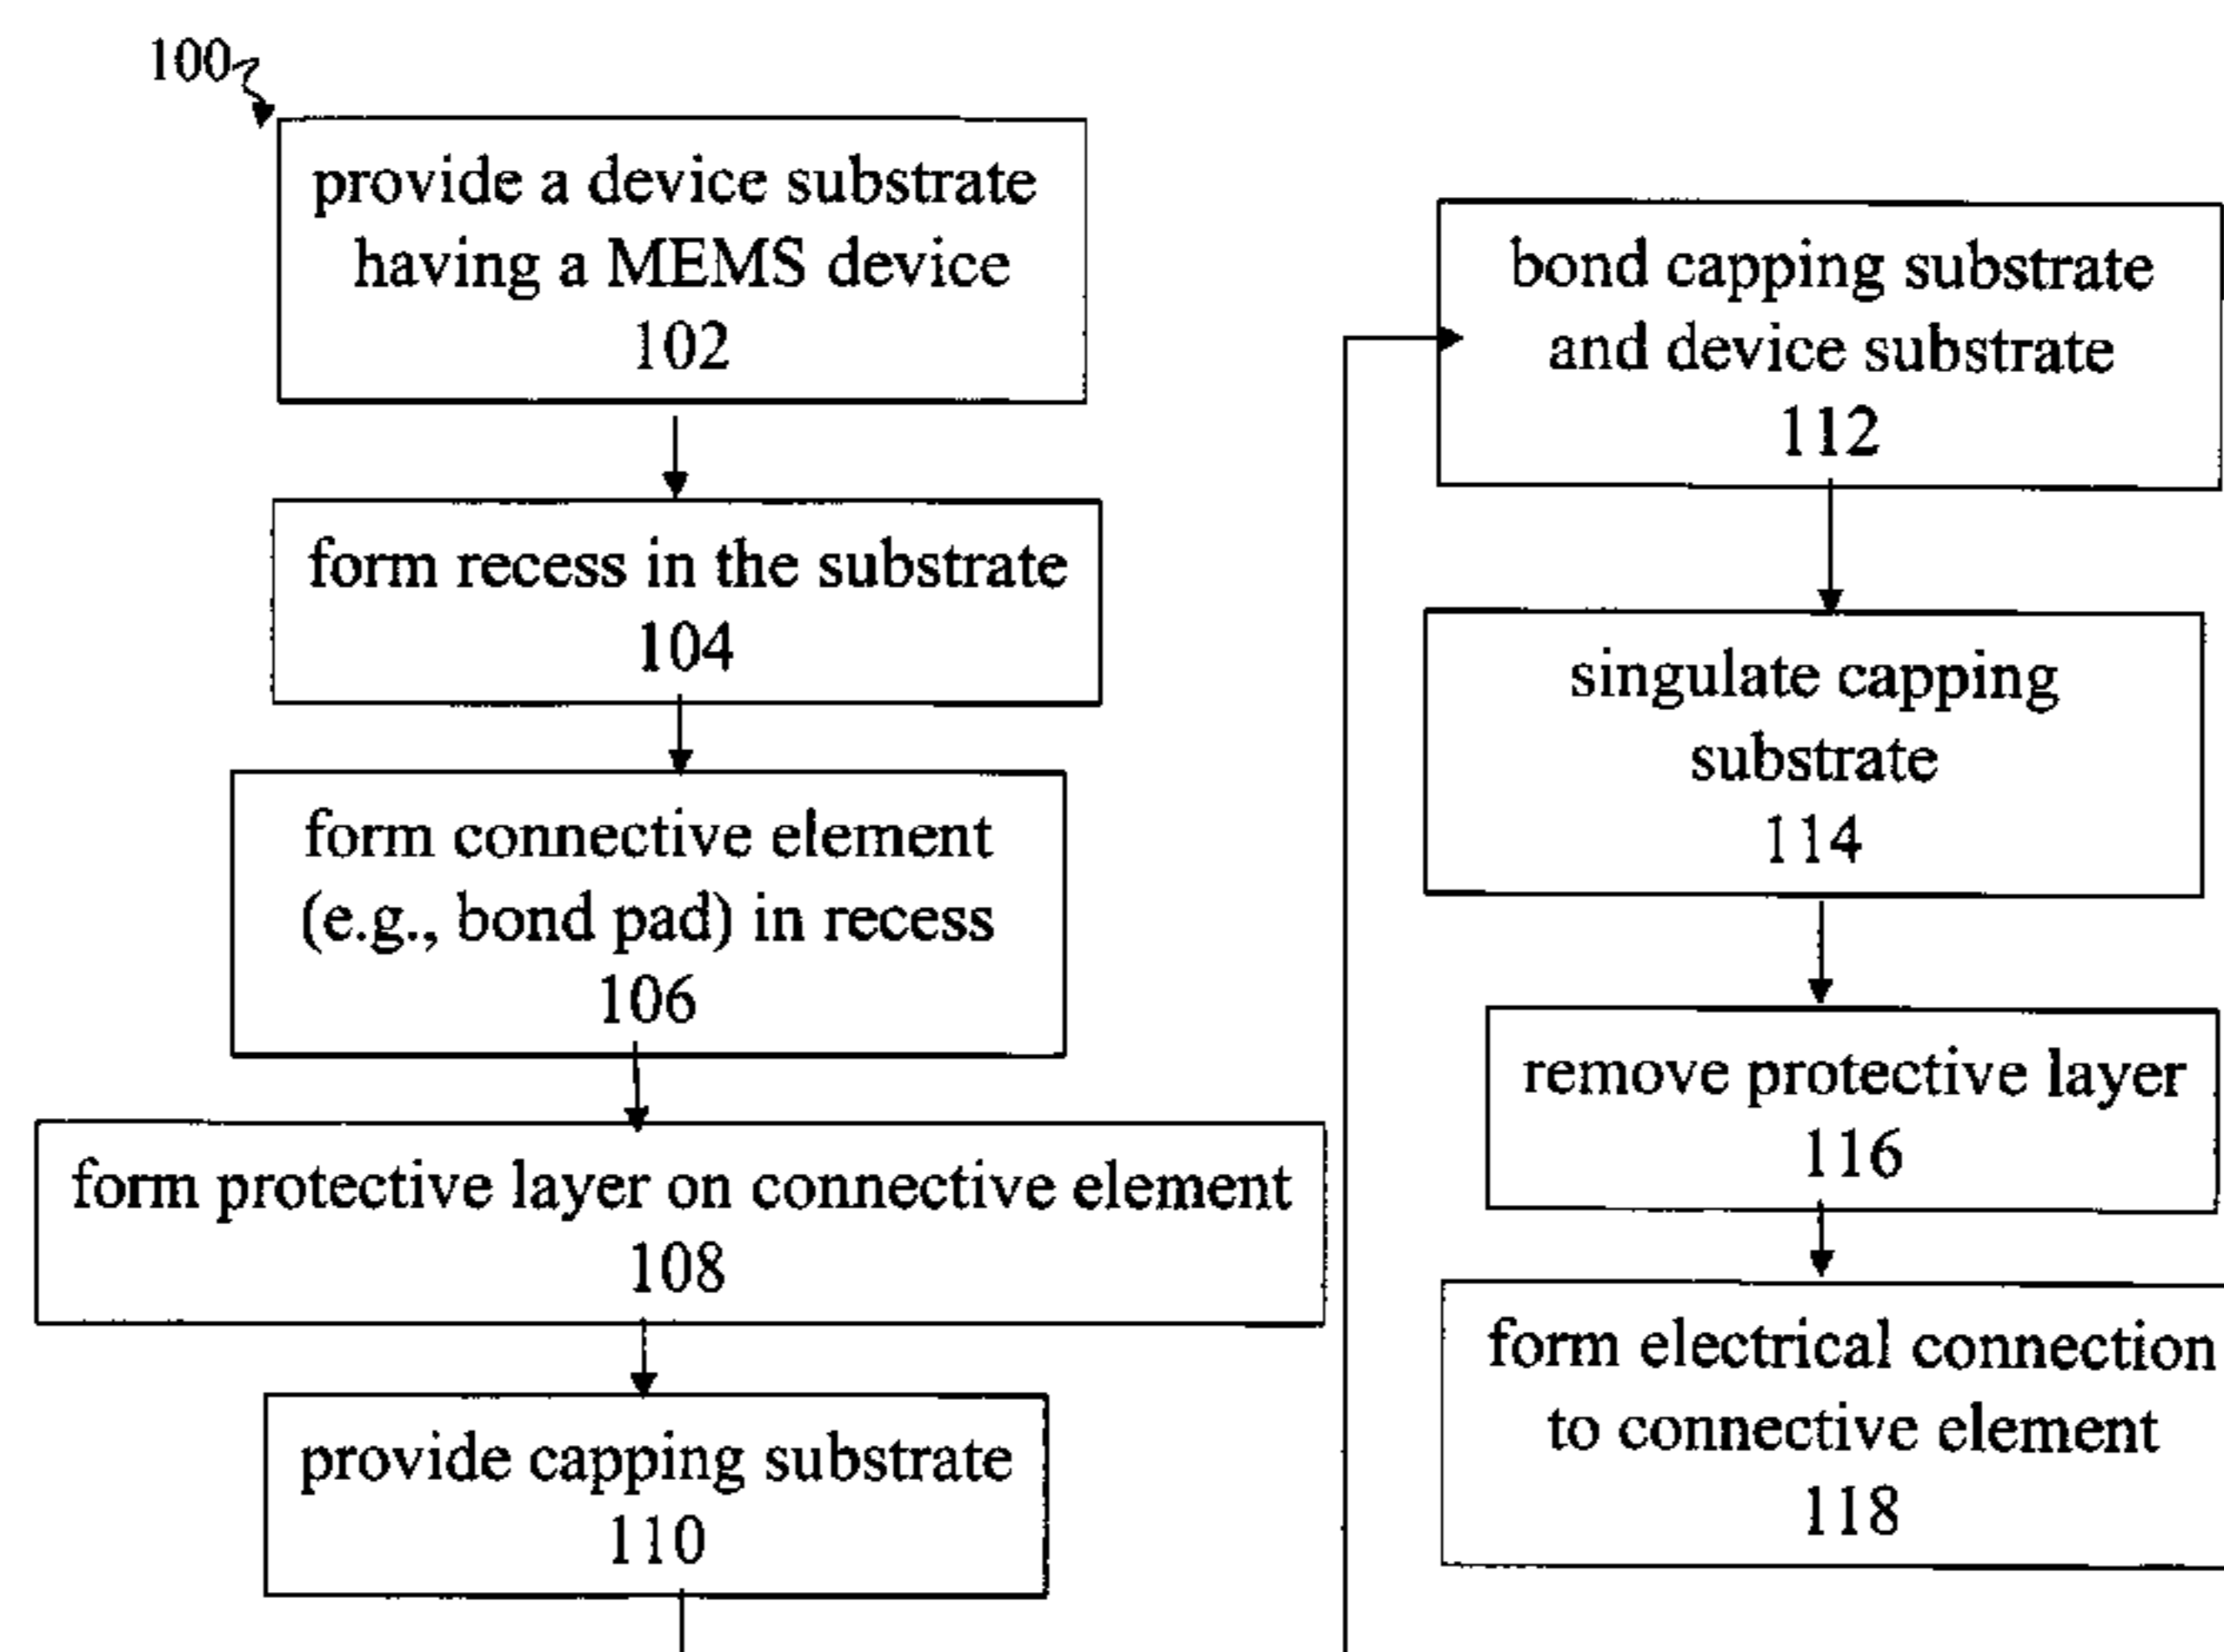 100
provide a device substrate
having a MEMS device
102
form recess in the substrate
104
form connective element
(e.g., bond pad) in recess
106
form protective layer on connective element
108
provide capping substrate
110
bond capping substrate
and device substrate
112
singulate capping
substrate
114
remove protective layer
116
form electrical connection
to connective element
118